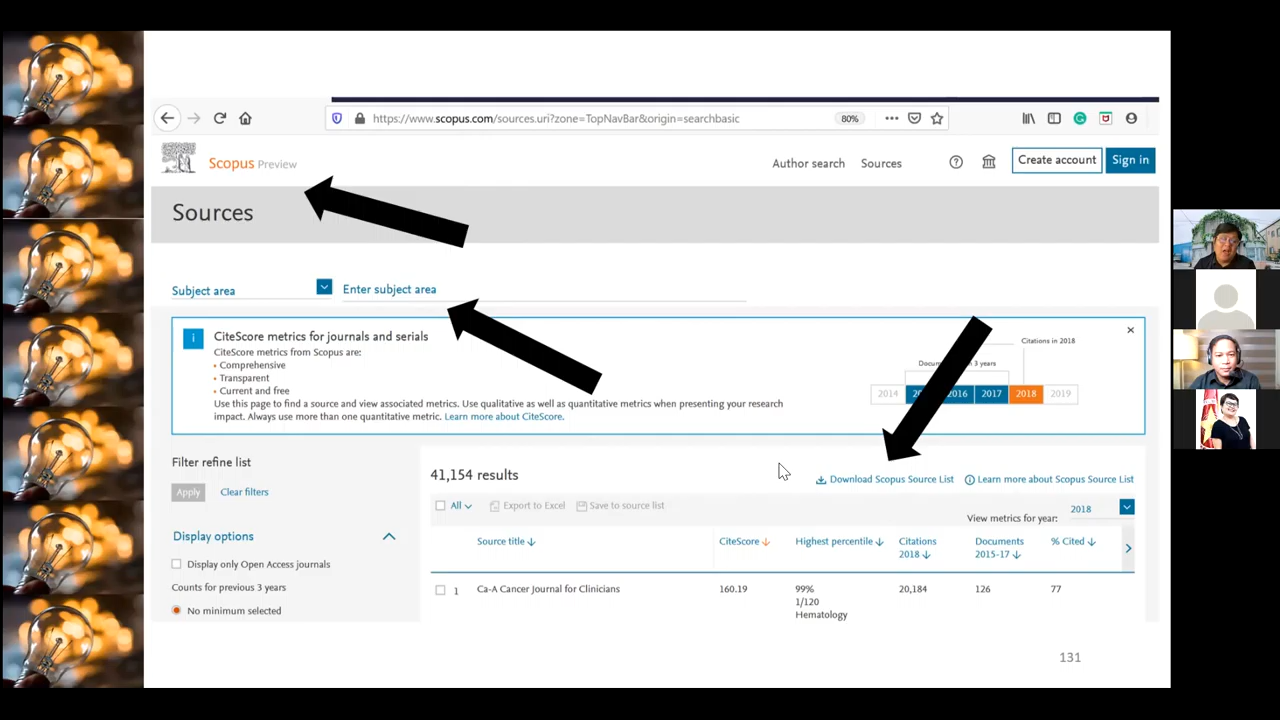 https://www.scopus.com/sources.uri?zone=TopNavBar&origin=searchbasic
80%
Scopus Preview
Author search
Sources
Create account
Sign in
Sources
Subject area
Enter subject area
CiteScore metrics for journals and serials
CiteScore metrics from Scopus are:
• Comprehensive
• Transparent
• Current and free
Use this page to find a source and view associated metrics. Use qualitative as well as quantitative metrics when presenting your research
impact. Always use more than one quantitative metric. Learn more about CiteScore.
Citations in 2018
3 years
2014
2016
2017
2018
2019
Filter refine list
Apply
Clear filters
Display options
Display only Open Access journals
Counts for previous 3 years
No minimum selected
41,154 results
Download Scopus Source List
Learn more about Scopus Source List
All
Export to Excel
Save to source list
View metrics for year:
2018
Source title
CiteScore
Highest percentile
Citations
2018
Documents
2015-17
% Cited
1
Ca-A Cancer Journal for Clinicians
160.19
99%
1/120
Hematology
20,184
126
77
131